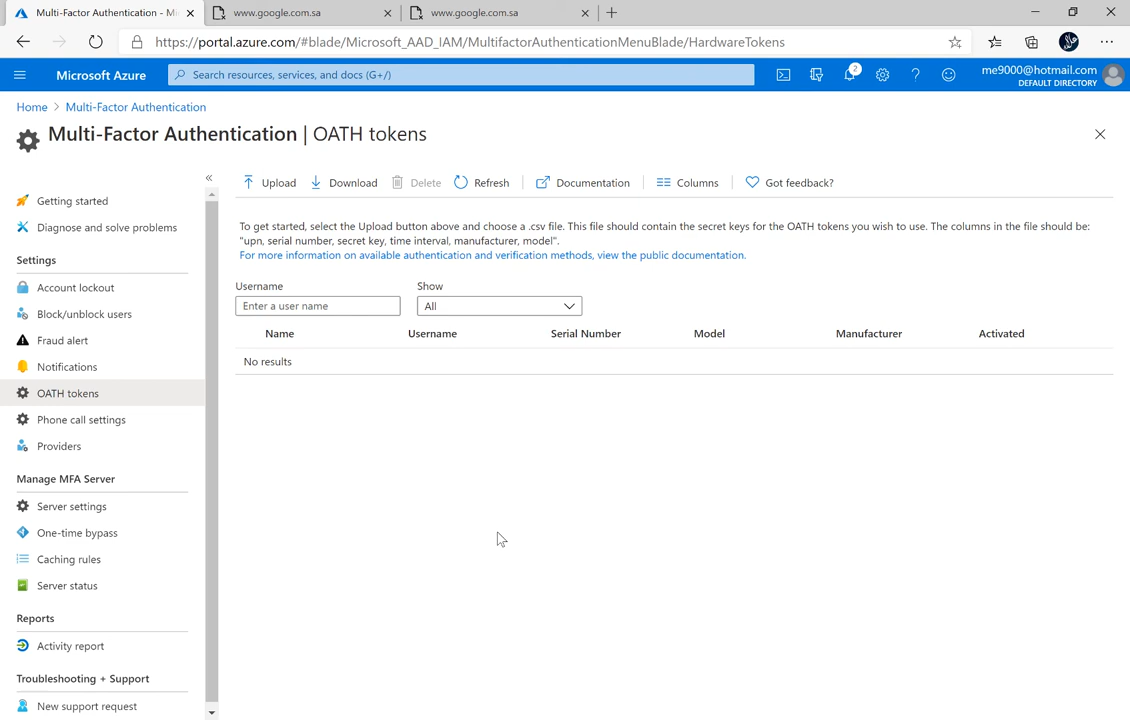 Multi-Factor Authentication - Mi
www.google.com.sa
www.google.com.sa
https://portal.azure.com/#blade/Microsoft_AAD_IAM/MultifactorAuthenticationMenuBlade/HardwareTokens
Microsoft Azure
Search resources, services, and docs (G+/)
2
me9000@hotmail.com
DEFAULT DIRECTORY
Home > Multi-Factor Authentication
Multi-Factor Authentication | OATH tokens
Getting started
Diagnose and solve problems
Settings
Account lockout
Block/unblock users
Fraud alert
Notifications
OATH tokens
Phone call settings
Providers
Manage MFA Server
Server settings
One-time bypass
Caching rules
Server status
Reports
Activity report
Troubleshooting + Support
New support request
Upload Download Delete Refresh Documentation Columns Got feedback?
To get started, select the Upload button above and choose a .csv file. This file should contain the secret keys for the OATH tokens you wish to use. The columns in the file should be:
"upn, serial number, secret key, time interval, manufacturer, model".
For more information on available authentication and verification methods, view the public documentation.
Username Show
Enter a user name All
Name Username Serial Number Model Manufacturer Activated
No results